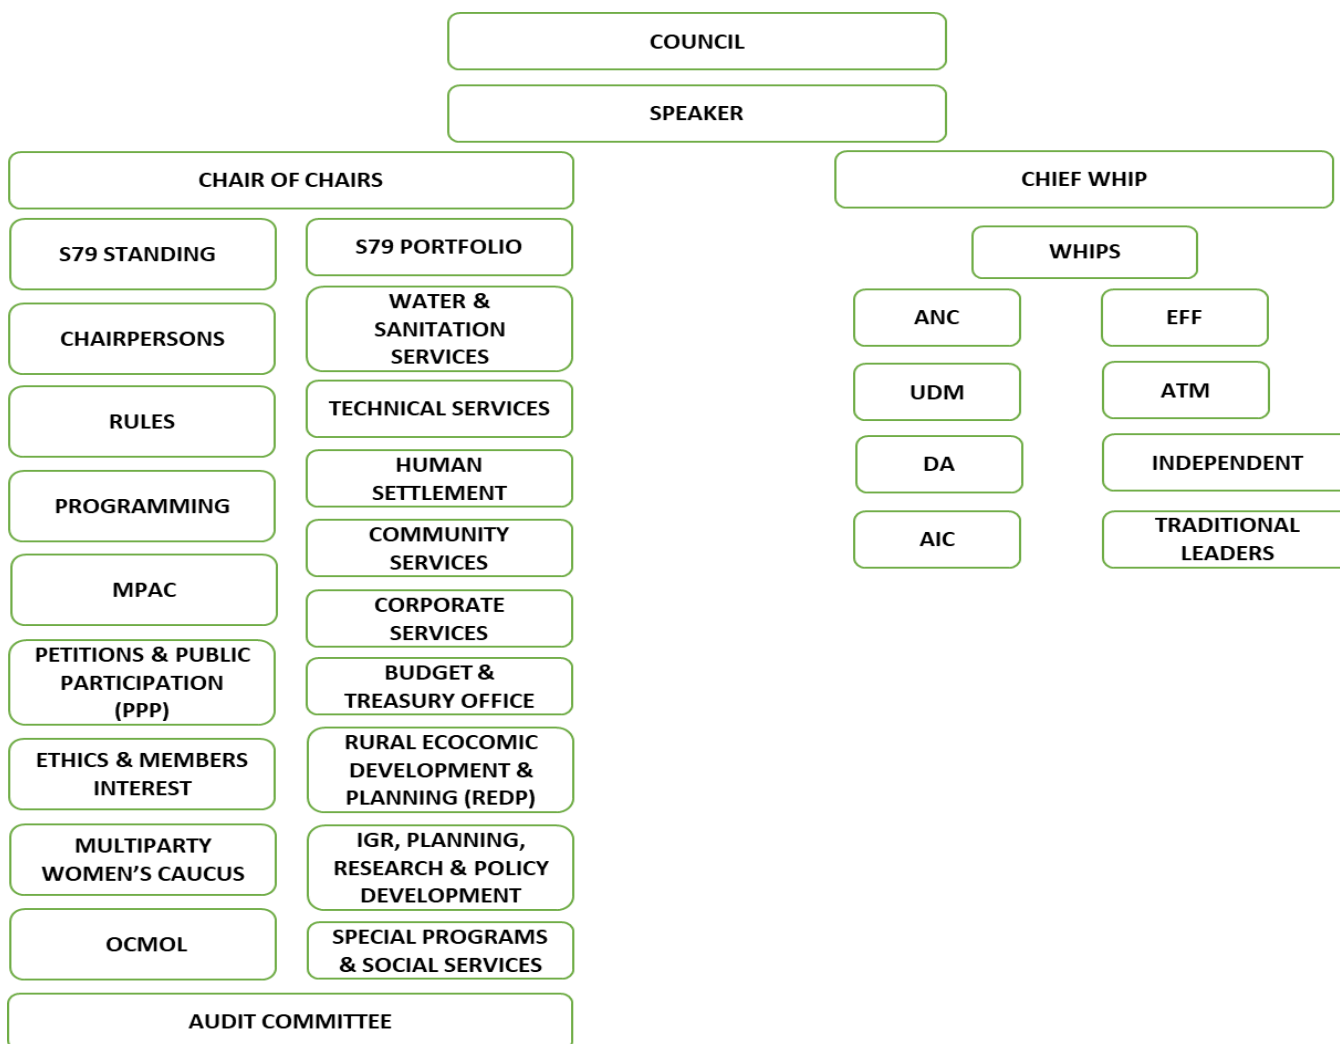 COUNCIL
SPEAKER
CHAIR OF CHAIRS
S79 STANDING
CHAIRPERSONS
RULES
PROGRAMMING
MPAC
PETITIONS & PUBLIC
PARTICIPATION
(PPP)
ETHICS & MEMBERS
INTEREST
MULTIPARTY
WOMEN’S CAUCUS
OCMOL
S79 PORTFOLIO
WATER &
SANITATION
SERVICES
TECHNICAL SERVICES
HUMAN
SETTLEMENT
COMMUNITY
SERVICES
CORPORATE
SERVICES
BUDGET &
TREASURY OFFICE
RURAL ECOCOMIC
DEVELOPMENT &
PLANNING (REDP)
IGR, PLANNING,
RESEARCH & POLICY
DEVELOPMENT
SPECIAL PROGRAMS
& SOCIAL SERVICES
AUDIT COMMITTEE
CHIEF WHIP
WHIPS
ANC
UDM
DA
AIC
EFF
ATM
INDEPENDENT
TRADITIONAL
LEADERS